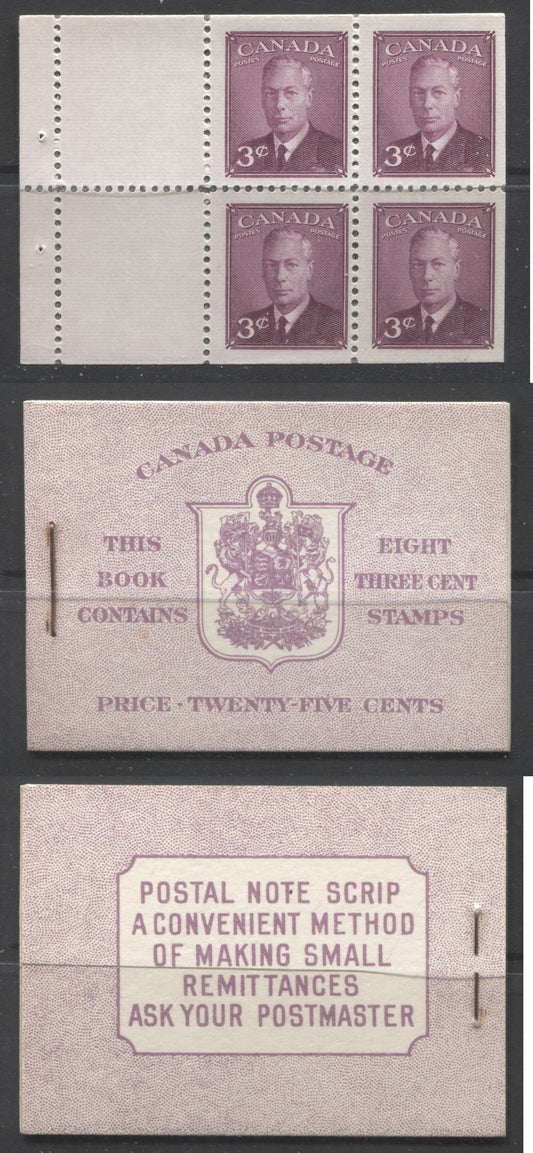 CANADA
POSTES POSTAGE
3¢
CANADA
POSTES POSTAGE
3¢
CANADA
POSTES POSTAGE
3¢
CANADA
POSTES POSTAGE
3¢
CANADA POSTAGE
THIS
BOOK
CONTAINS
EIGHT
THREE CENT
STAMPS
PRICE · TWENTY-FIVE CENTS
POSTAL NOTE SCRIP
A CONVENIENT METHOD
OF MAKING SMALL
REMITTANCES
ASK YOUR POSTMASTER